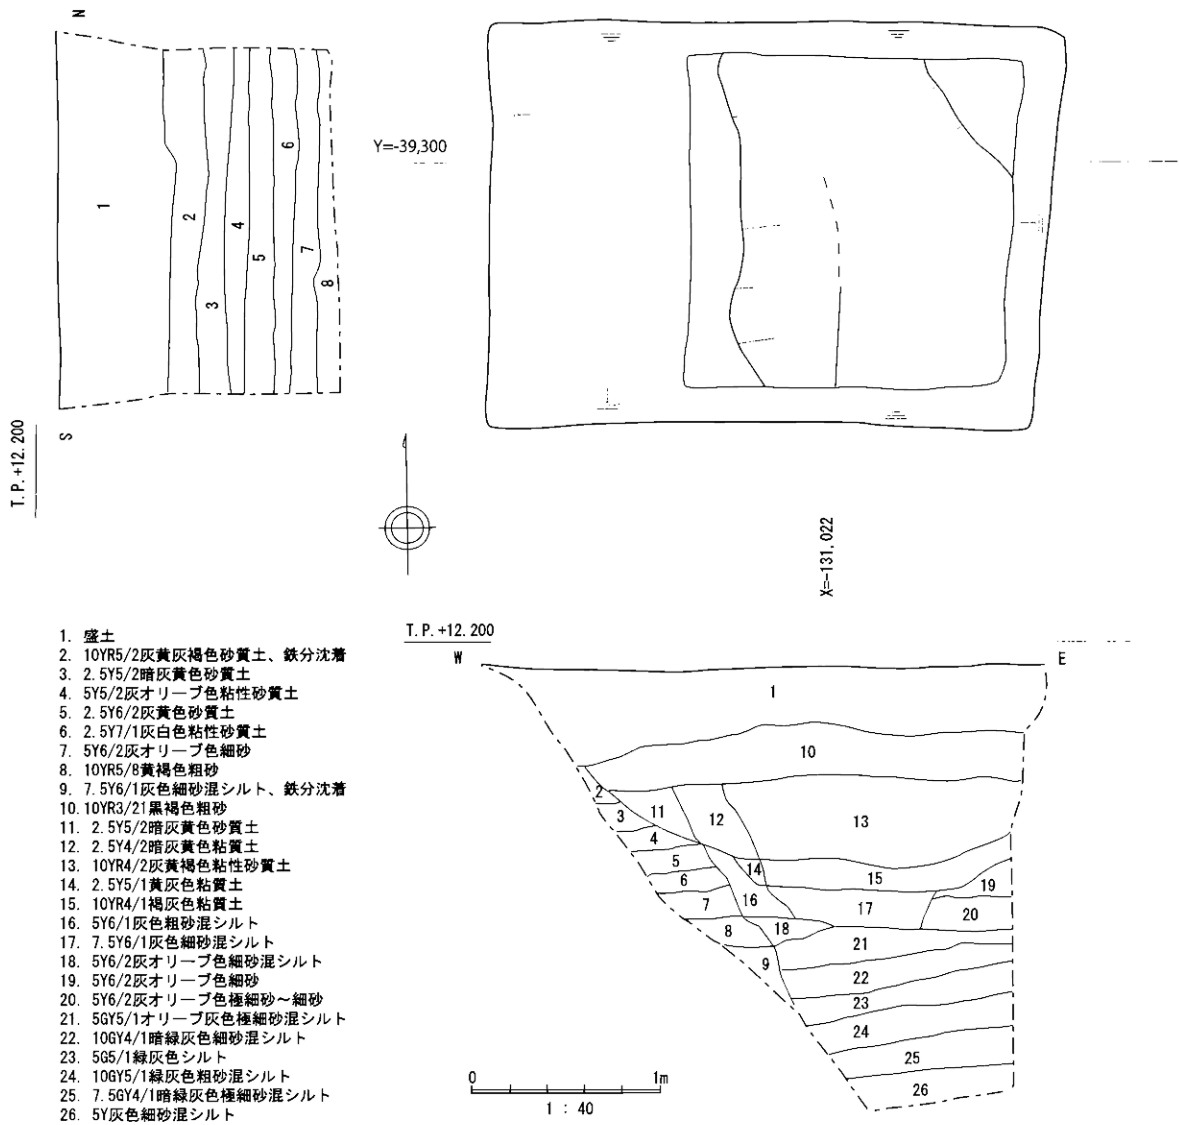 N
1
2
3
4
5
6
7
8
S
T.P.+12.200
Y=-39,300
X=-131,022
1. 盛土
2. 10YR5/2灰黄灰褐色砂質土、鉄分沈着
3. 2.5Y5/2暗灰黄色砂質土
4. 5Y5/2灰オリーブ色粘性砂質土
5. 2.5Y6/2灰黄色砂質土
6. 2.5Y7/1灰白色粘性砂質土
7. 5Y6/2灰オリーブ色細砂
8. 10YR5/8黄褐色粗砂
9. 7.5Y6/1灰色細砂混シルト、鉄分沈着
10. 10YR3/21黒褐色粗砂
11. 2.5Y5/2暗灰黄色砂質土
12. 2.5Y4/2暗灰黄色粘質土
13. 10YR4/2灰黄褐色粘性砂質土
14. 2.5Y5/1黄灰色粘質土
15. 10YR4/1褐灰色粘質土
16. 5Y6/1灰色粗砂混シルト
17. 7.5Y6/1灰色細砂混シルト
18. 5Y6/2灰オリーブ色細砂混シルト
19. 5Y6/2灰オリーブ色細砂
20. 5Y6/2灰オリーブ色極細砂～細砂
21. 5GY5/1オリーブ灰色極細砂混シルト
22. 10GY4/1暗緑灰色細砂混シルト
23. 5G5/1緑灰色シルト
24. 10GY5/1緑灰色粗砂混シルト
25. 7.5GY4/1暗緑灰色極細砂混シルト
26. 5Y灰色細砂混シルト
T.P.+12.200
W
E
1
10
2
3
11
12
13
4
5
14
15
6
16
19
7
17
20
8
18
21
9
22
23
24
25
26
0 1m
1 : 40